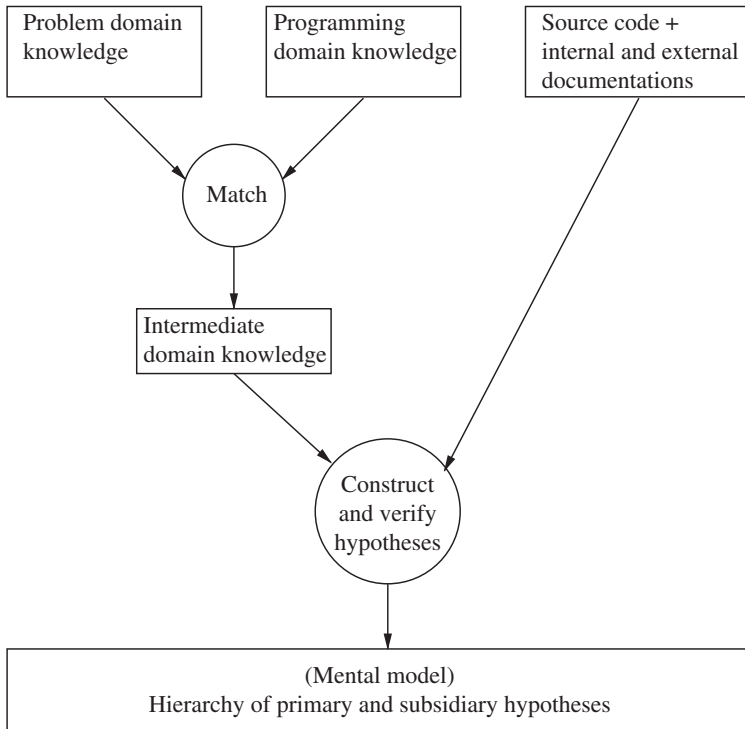 Problem domain
knowledge
Programming
domain knowledge
Source code +
internal and external
documentations
Match
Intermediate
domain knowledge
Construct
and verify
hypotheses
(Mental model)
Hierarchy of primary and subsidiary hypotheses